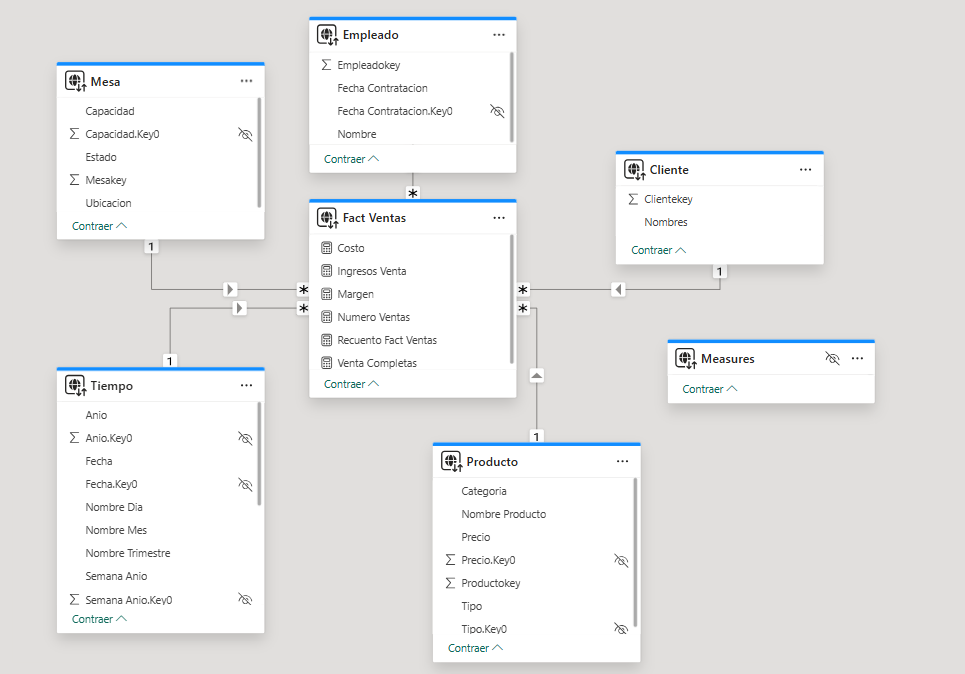 Empleado
Empleadokey
Fecha Contratacion
Fecha Contratacion.Key0
Nombre
Contraer
*
Mesa
Capacidad
Capacidad.Key0
Estado
Mesakey
Ubicacion
Contraer
1
Cliente
Clientekey
Nombres
Contraer
1
Fact Ventas
Costo
Ingresos Venta
Margen
Numero Ventas
Recuento Fact Ventas
Venta Completas
Contraer
*
*
*
*
Measures
Contraer
1
Tiempo
Anio
Anio.Key0
Fecha
Fecha.Key0
Nombre Dia
Nombre Mes
Nombre Trimestre
Semana Anio
Semana Anio.Key0
Contraer
1
Producto
Categoria
Nombre Producto
Precio
Precio.Key0
Productokey
Tipo
Tipo.Key0
Contraer